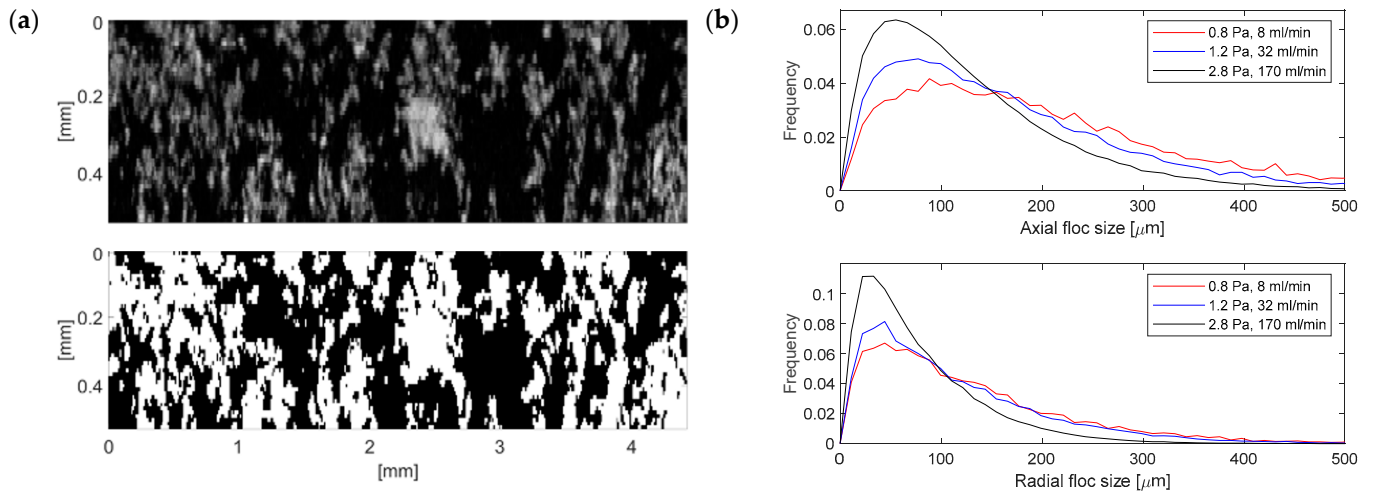 (a)
0
0.2
0.4
[mm]
0
0.2
0.4
[mm]
0 1 2 3 4
[mm]
(b)
0.06
0.04
0.02
0
Frequency
0.8 Pa, 8 ml/min
1.2 Pa, 32 ml/min
2.8 Pa, 170 ml/min
0 100 200 300 400 500
Axial floc size [μm]
0.1
0.08
0.06
0.04
0.02
0
Frequency
0.8 Pa, 8 ml/min
1.2 Pa, 32 ml/min
2.8 Pa, 170 ml/min
0 100 200 300 400 500
Radial floc size [μm]